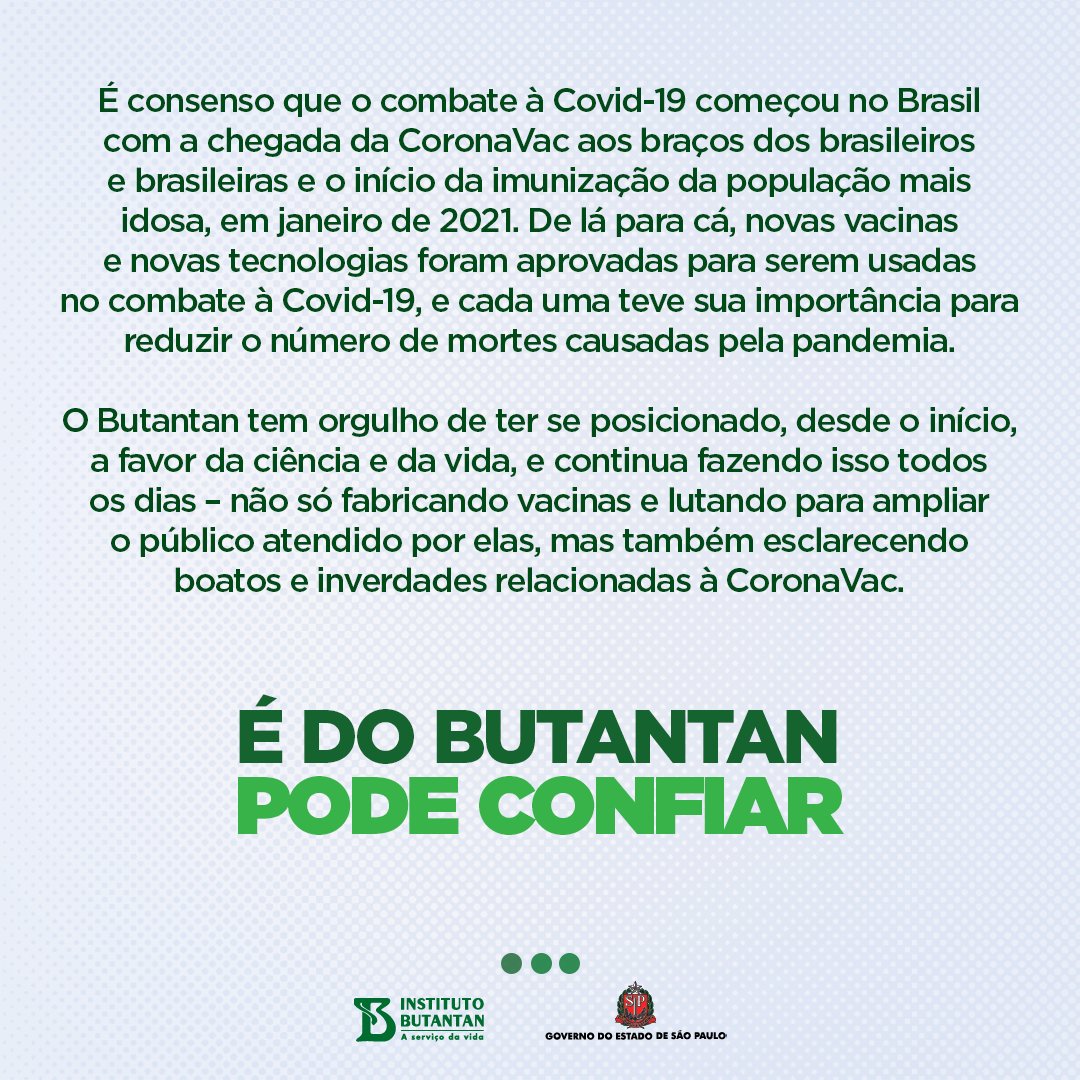 É consenso que o combate à Covid-19 começou no Brasil
com a chegada da CoronaVac aos braços dos brasileiros
e brasileiras e o início da imunização da população mais
idosa, em janeiro de 2021. De lá para cá, novas vacinas
e novas tecnologias foram aprovadas para serem usadas
no combate à Covid-19, e cada uma teve sua importância para
reduzir o número de mortes causadas pela pandemia.
O Butantan tem orgulho de ter se posicionado, desde o início,
a favor da ciência e da vida, e continua fazendo isso todos
os dias – não só fabricando vacinas e lutando para ampliar
o público atendido por elas, mas também esclarecendo
boatos e inverdades relacionadas à CoronaVac.
É DO BUTANTAN
PODE CONFIAR
INSTITUTO
BUTANTAN
A serviço da vida
SP
GOVERNO DO ESTADO DE SÃO PAULO